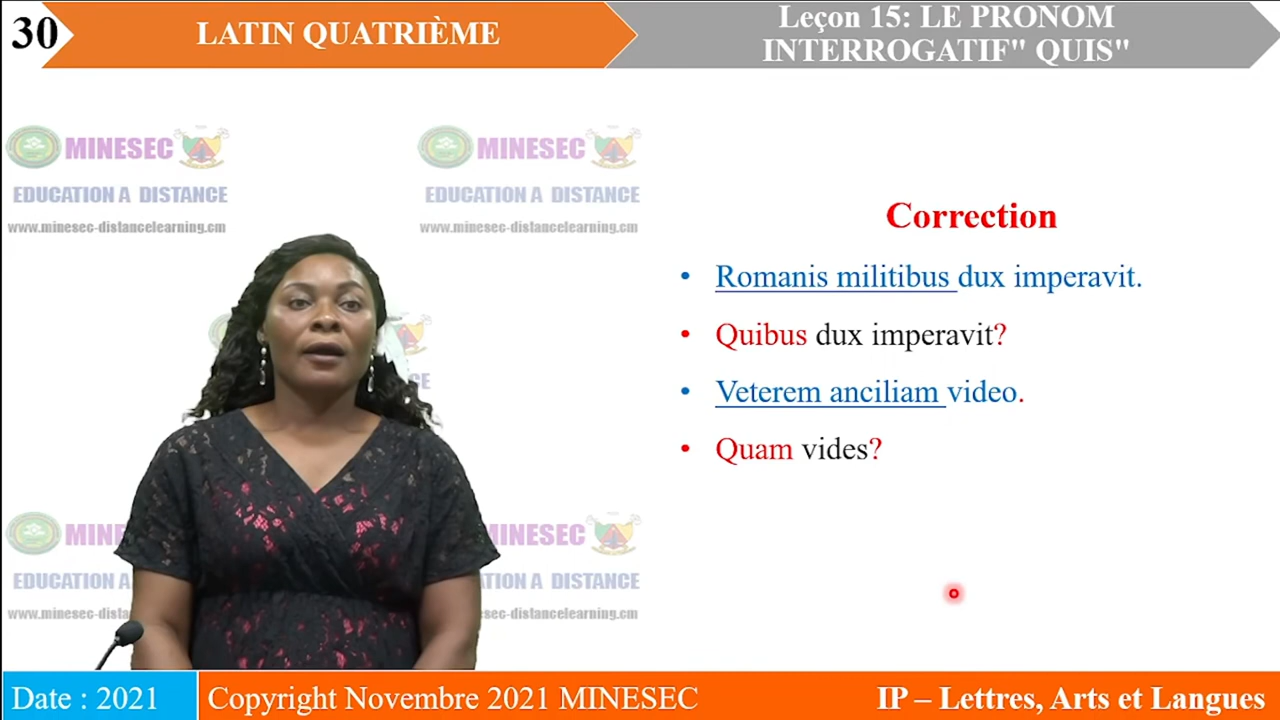 30
LATIN QUATRIÈME
Leçon 15: LE PRONOM
INTERROGATIF" QUIS"
MINESEC
EDUCATION A DISTANCE
www.minesec-distancelearning.cm
MINESEC
EDUCATION A DISTANCE
www.minesec-distancelearning.cm
Correction
• Romanis militibus dux imperavit.
• Quibus dux imperavit?
• Veterem anciliam video.
• Quam vides?
Date : 2021
Copyright Novembre 2021 MINESEC
IP – Lettres, Arts et Langues